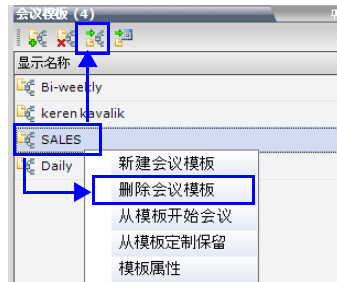 会议模板 (4)
显示名称
Bi-weekly
keren kavalik
SALES
Daily
新建会议模板
删除会议模板
从模板开始会议
从模板定制保留
模板属性